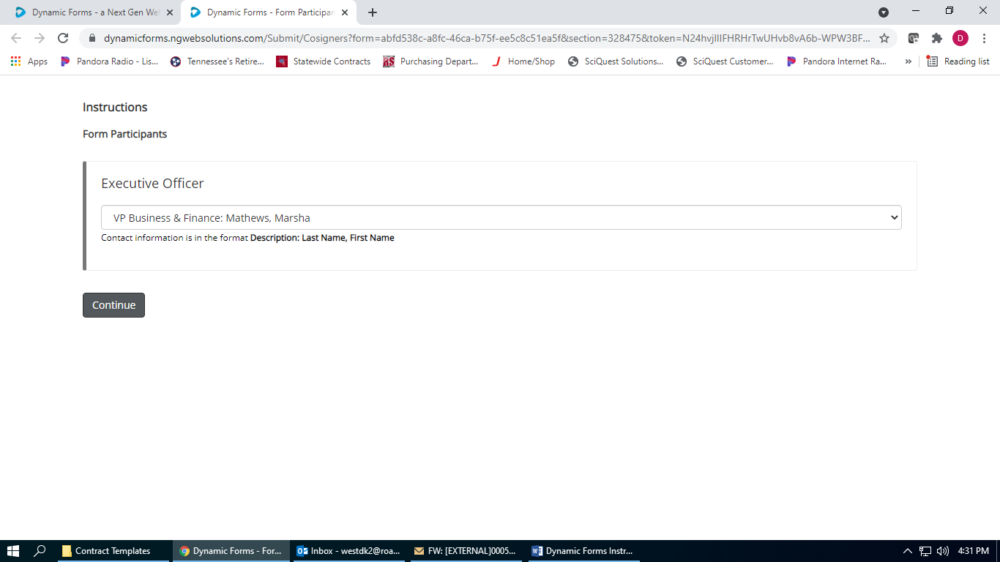 Dynamic Forms - a Next Gen We
Dynamic Forms - Form Participan
D
dynamicforms.ngwebsolutions.com/Submit/Cosigners?form=abfd538c-a8fc-46ca-b75f-ee5c8c51ea5f&section=328475&token=
Apps
Pandora Radio - Lis...
Tennessee's Retire...
Statewide Contracts
Purchasing Depart...
Home/Shop
SciQuest Solutions...
SciQuest Customer...
Pandora Internet Ra...
Reading list
Instructions
Form Participants
Executive Officer
VP Business & Finance: Mathews, Marsha
Contact information is in the format Description: Last Name, First Name
Continue
Contract Templates
Dynamic Forms - For...
Inbox - westdk2@roa...
FW: [EXTERNAL]0005...
Dynamic Forms Instr...
4:31 PM